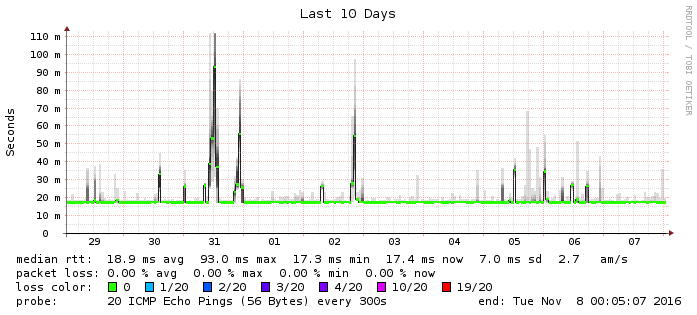 Last 10 Days
RRDTOOL / TOBI OETIKER
Seconds
110 m
100 m
90 m
80 m
70 m
60 m
50 m
40 m
30 m
20 m
10 m
0
29 30 31 01 02 03 04 05 06 07
median rtt: 18.9 ms avg 93.0 ms max 17.3 ms min 17.4 ms now 7.0 ms sd 2.7 am/s
packet loss: 0.00 % avg 0.00 % max 0.00 % min 0.00 % now
loss color: 0 1/20 2/20 3/20 4/20 10/20 19/20
probe: 20 ICMP Echo Pings (56 Bytes) every 300s end: Tue Nov 8 00:05:07 2016